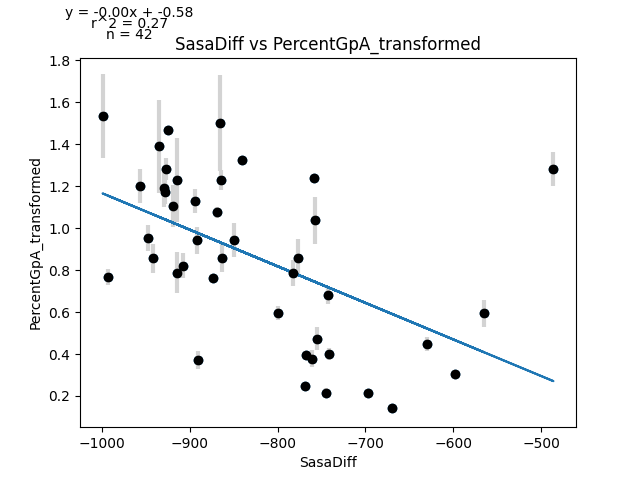 y = -0.00x + -0.58
r^2 = 0.27
n = 42
SasaDiff vs PercentGpA_transformed
1.8
1.6
1.4
1.2
1.0
0.8
0.6
0.4
0.2
PercentGpA_transformed
−1000
−900
−800
−700
−600
−500
SasaDiff